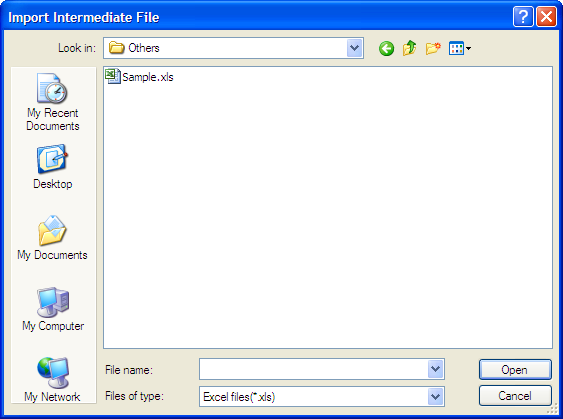 Import Intermediate File
?
Look in: Others
Sample.xls
My Recent
Documents
Desktop
My Documents
My Computer
My Network
File name:
Open
Files of type: Excel files(*.xls)
Cancel